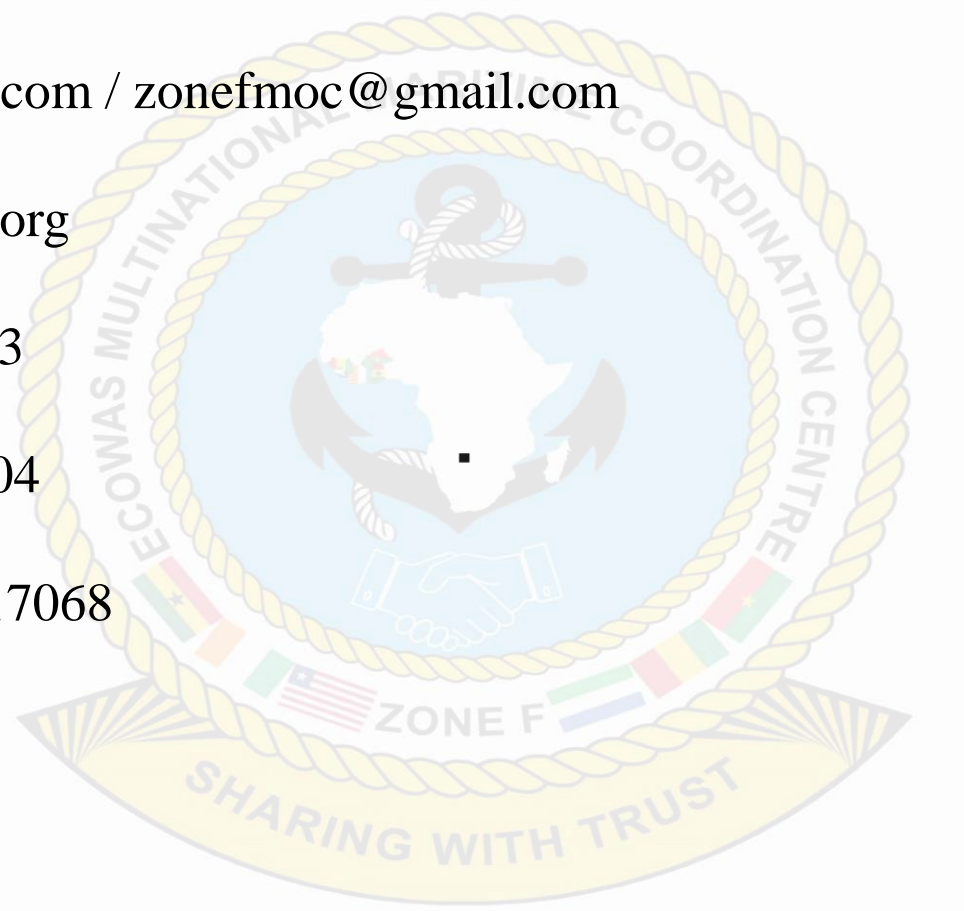 com / zonefmoc@gmail.com
org
3
04
7068
ECOWAS MULTINATIONAL MARITIME COORDINATION CENTRE
ZONE F
SHARING WITH TRUST